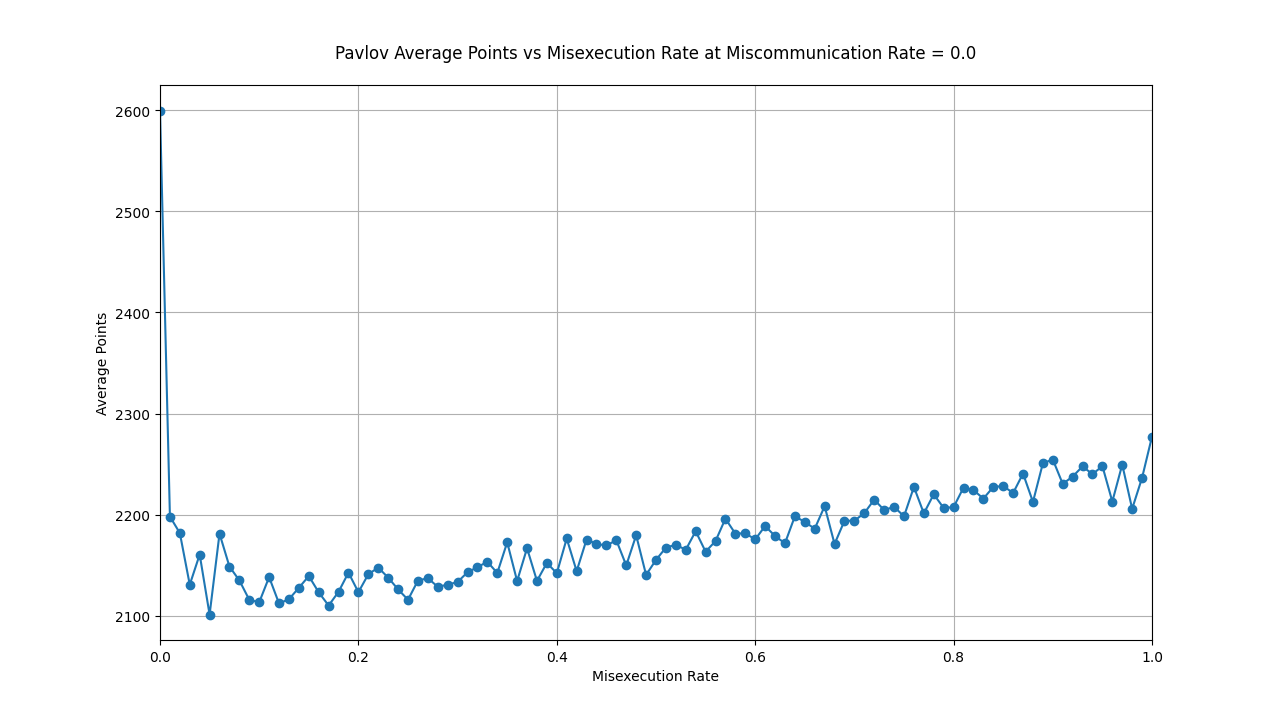 Pavlov Average Points vs Misexecution Rate at Miscommunication Rate = 0.0
2600
2500
2400
2300
2200
2100
Average Points
0.0 0.2 0.4 0.6 0.8 1.0
Misexecution Rate